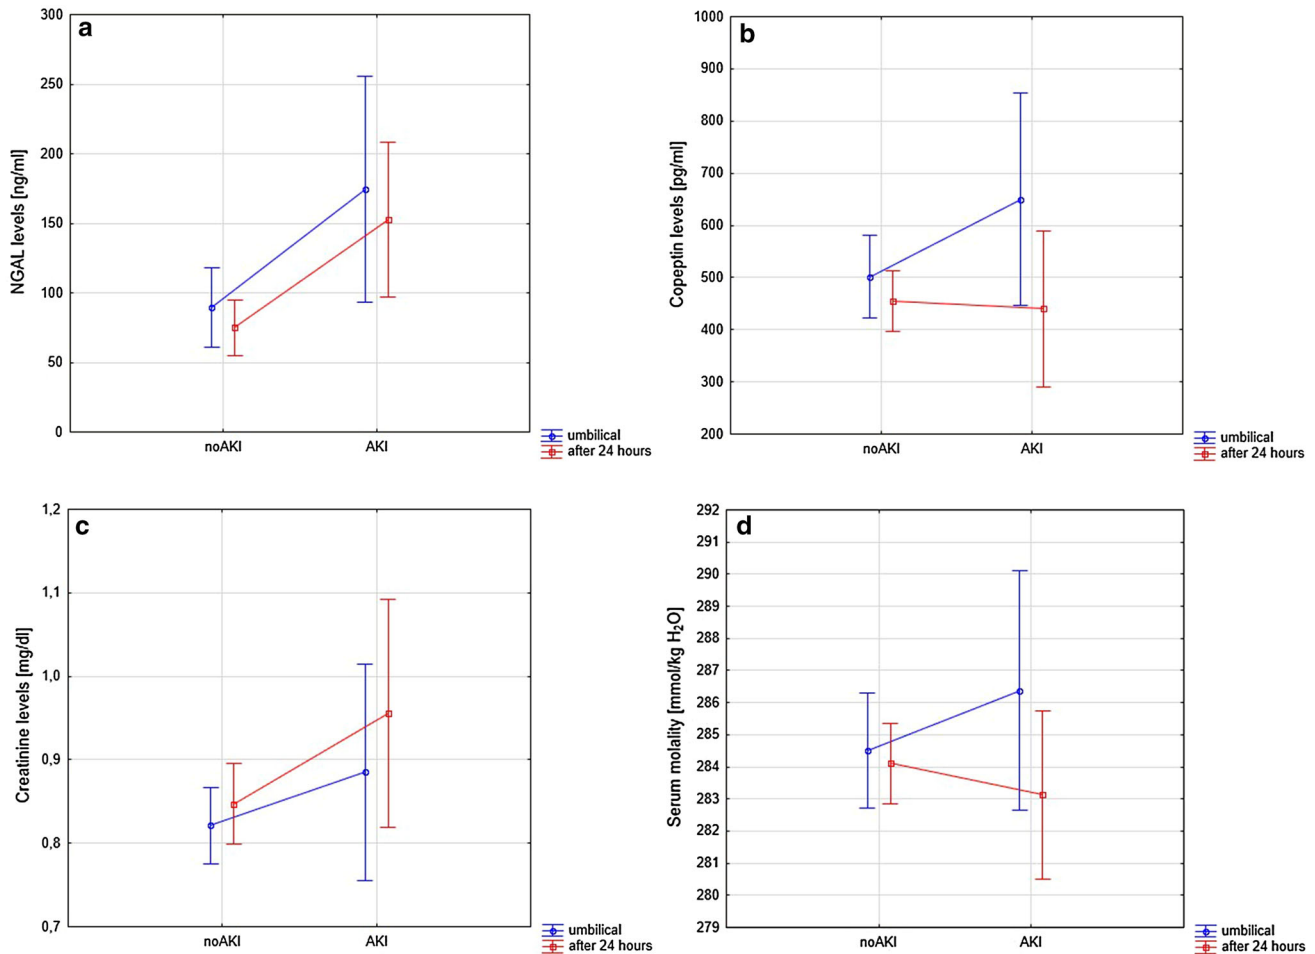 a
NGAL levels [ng/ml]
300
250
200
150
100
50
0
noAKI AKI
umbilical
after 24 hours
b
Copeptin levels [pg/ml]
1000
900
800
700
600
500
400
300
200
noAKI AKI
umbilical
after 24 hours
c
Creatinine levels [mg/dl]
1,2
1,1
1,0
0,9
0,8
0,7
noAKI AKI
umbilical
after 24 hours
d
Serum molality [mmol/kg H₂O]
292
291
290
289
288
287
286
285
284
283
282
281
280
279
noAKI AKI
umbilical
after 24 hours